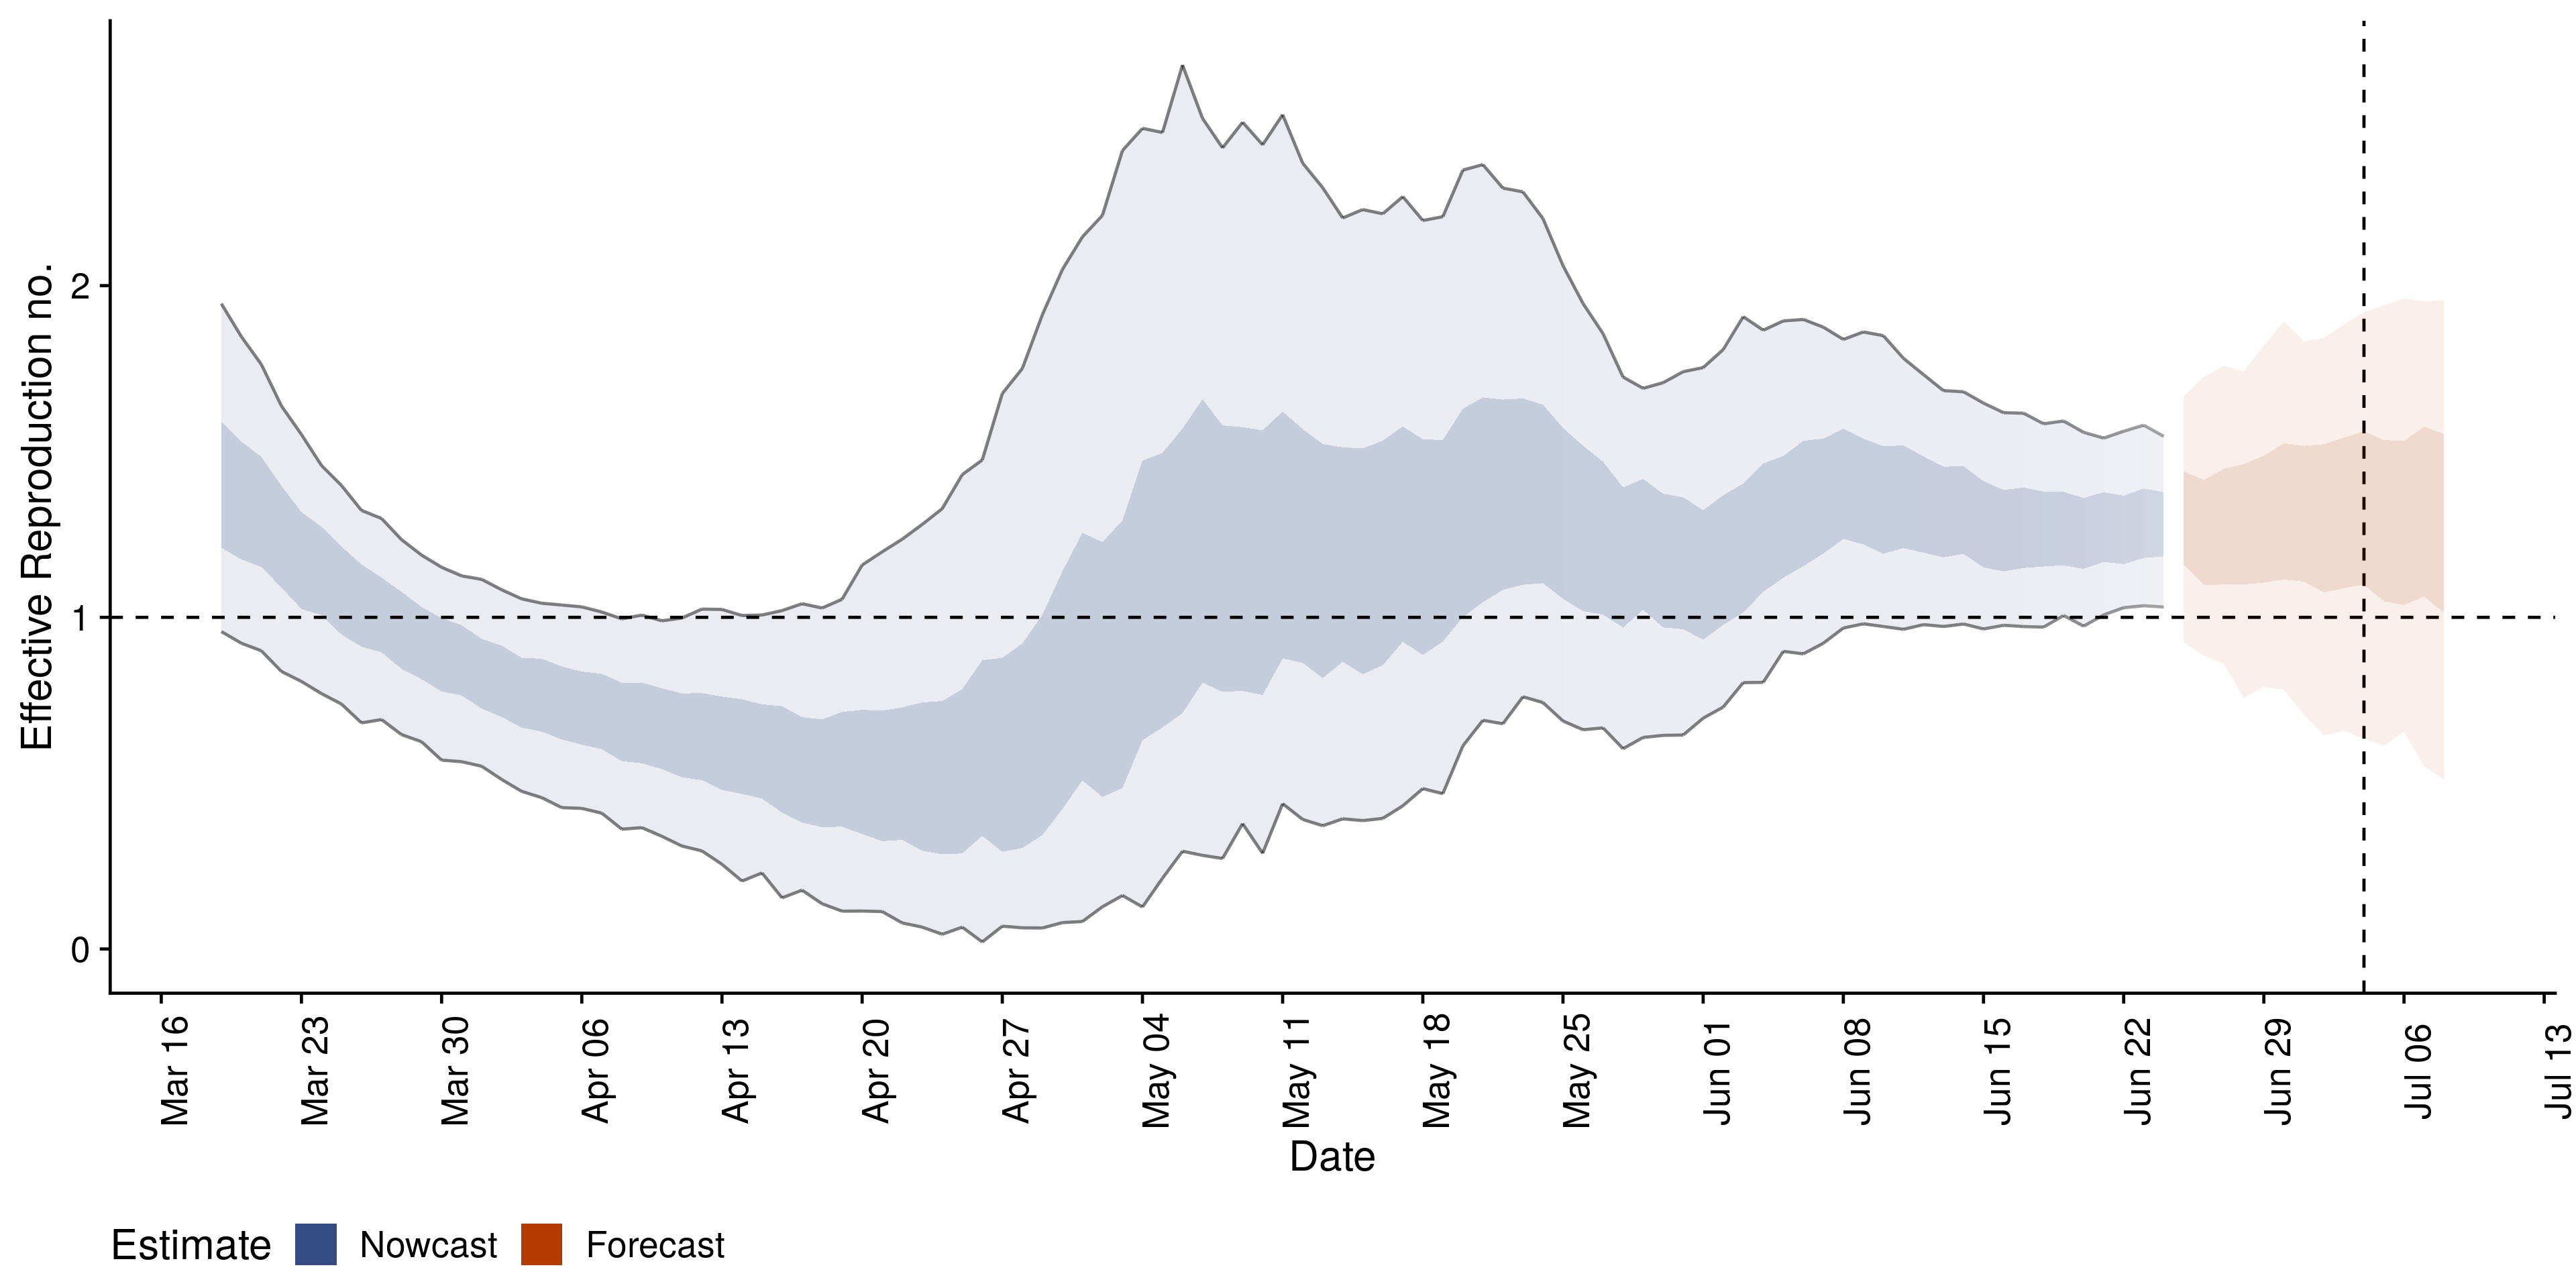 Effective Reproduction no.
2
1
0
Mar 16
Mar 23
Mar 30
Apr 06
Apr 13
Apr 20
Apr 27
May 04
May 11
May 18
May 25
Jun 01
Jun 08
Jun 15
Jun 22
Jun 29
Jul 06
Jul 13
Date
Estimate Nowcast Forecast